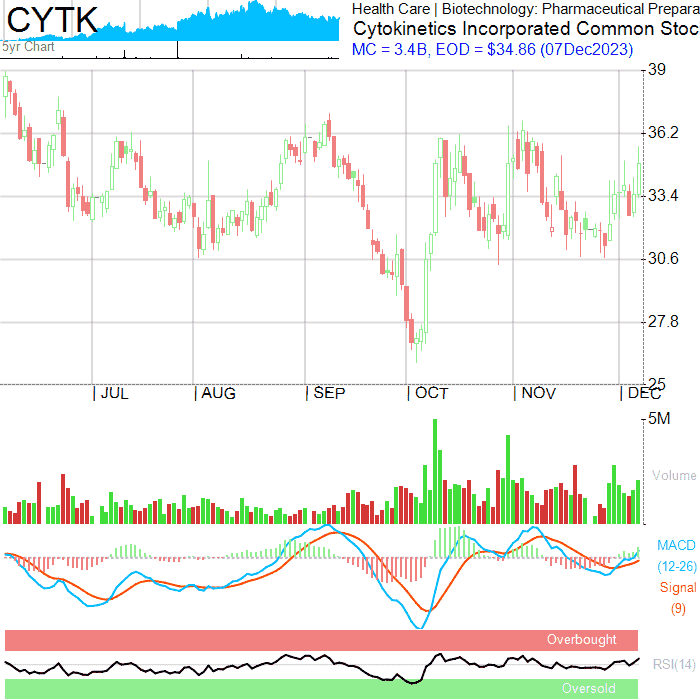 CYTK
5yr Chart
Health Care | Biotechnology: Pharmaceutical Prepara
Cytokinetics Incorporated Common Stoc
MC = 3.4B, EOD = $34.86 (07Dec2023)
39
36.2
33.4
30.6
27.8
25
| JUL | AUG | SEP | OCT | NOV | DEC
5M
Volume
MACD
(12-26)
Signal
(9)
Overbought
RSI(14)
Oversold